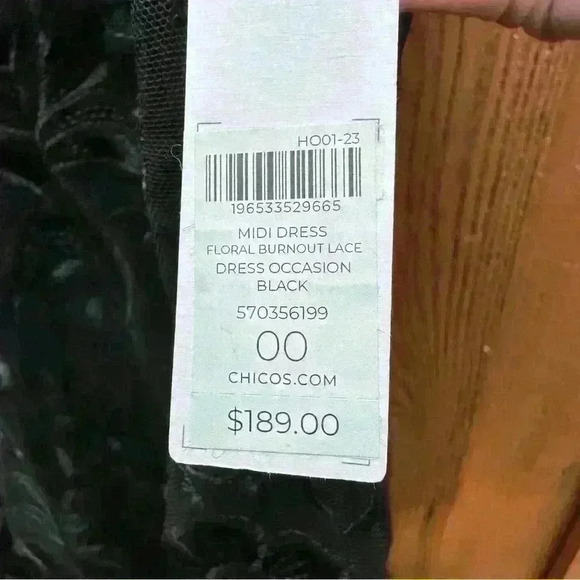 HO01-23
196533529665
MIDI DRESS
FLORAL BURNOUT LACE
DRESS OCCASION
BLACK
570356199
00
CHICOS.COM
$189.00